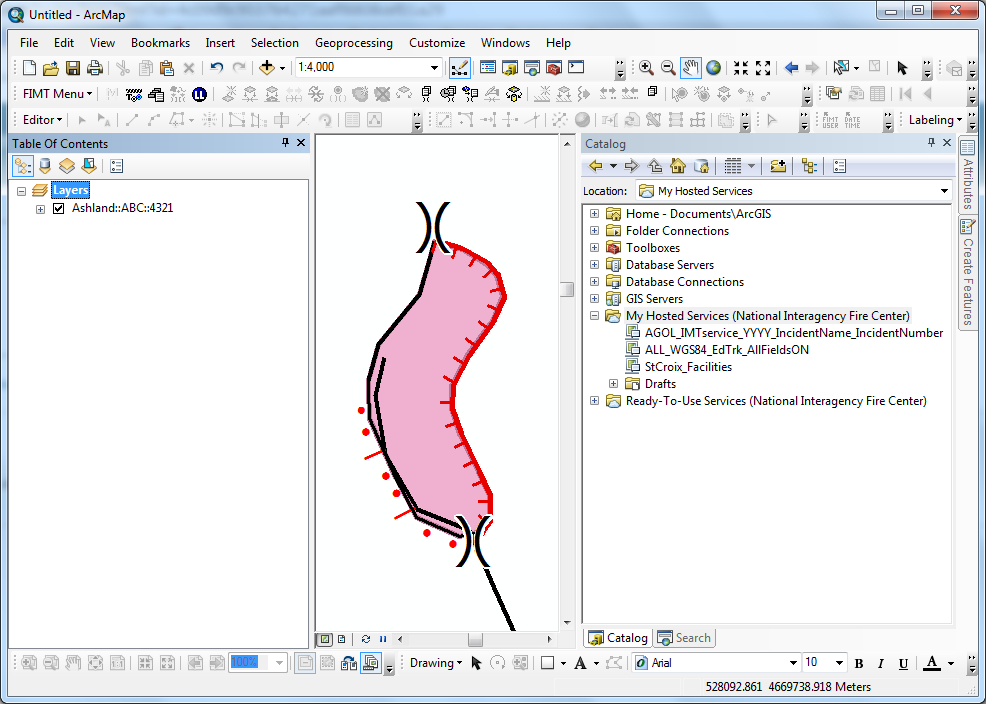 Untitled - ArcMap
File Edit View Bookmarks Insert Selection Geoprocessing Customize Windows Help
1:4,000
FIMT Menu
Editor
FIMT USER DATE TIME
Labeling
Table Of Contents
Layers
Ashland::ABC::4321
Catalog
Location: My Hosted Services
Home - Documents\ArcGIS
Folder Connections
Toolboxes
Database Servers
Database Connections
GIS Servers
My Hosted Services (National Interagency Fire Center)
AGOL_IMTservice_YYYY_IncidentName_IncidentNumber
ALL_WGS84_EdTrk_AllFieldsON
StCroix_Facilities
Drafts
Ready-To-Use Services (National Interagency Fire Center)
Attributes
Create Features
Catalog Search
100% Drawing A Arial 10 B I U A
528092.861 4669738.918 Meters